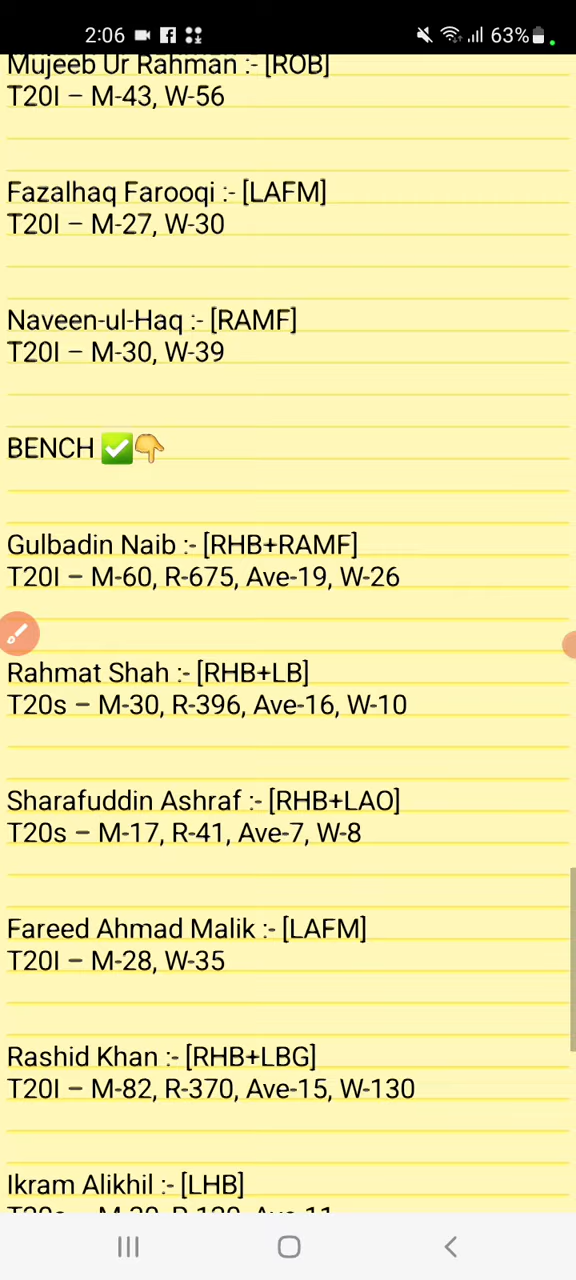 2:06 63%
Mujeeb Ur Rahman :- [ROB]
T20I – M-43, W-56
Fazalhaq Farooqi :- [LAFM]
T20I – M-27, W-30
Naveen-ul-Haq :- [RAMF]
T20I – M-30, W-39
BENCH ✅👇
Gulbadin Naib :- [RHB+RAMF]
T20I – M-60, R-675, Ave-19, W-26
Rahmat Shah :- [RHB+LB]
T20s – M-30, R-396, Ave-16, W-10
Sharafuddin Ashraf :- [RHB+LAO]
T20s – M-17, R-41, Ave-7, W-8
Fareed Ahmad Malik :- [LAFM]
T20I – M-28, W-35
Rashid Khan :- [RHB+LBG]
T20I – M-82, R-370, Ave-15, W-130
Ikram Alikhil :- [LHB]